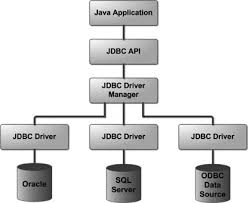 Java Application
JDBC API
JDBC Driver
Manager
JDBC Driver
JDBC Driver
JDBC Driver
Oracle
SQL
Server
ODBC
Data
Source